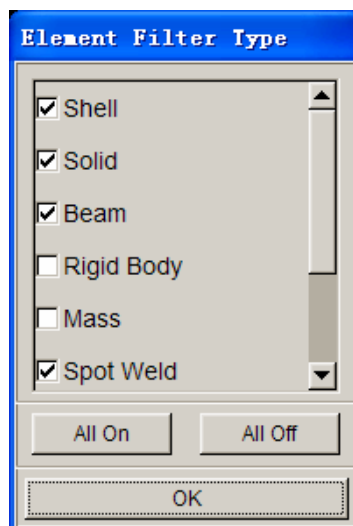 Element Filter Type
Shell
Solid
Beam
Rigid Body
Mass
Spot Weld
All On All Off
OK